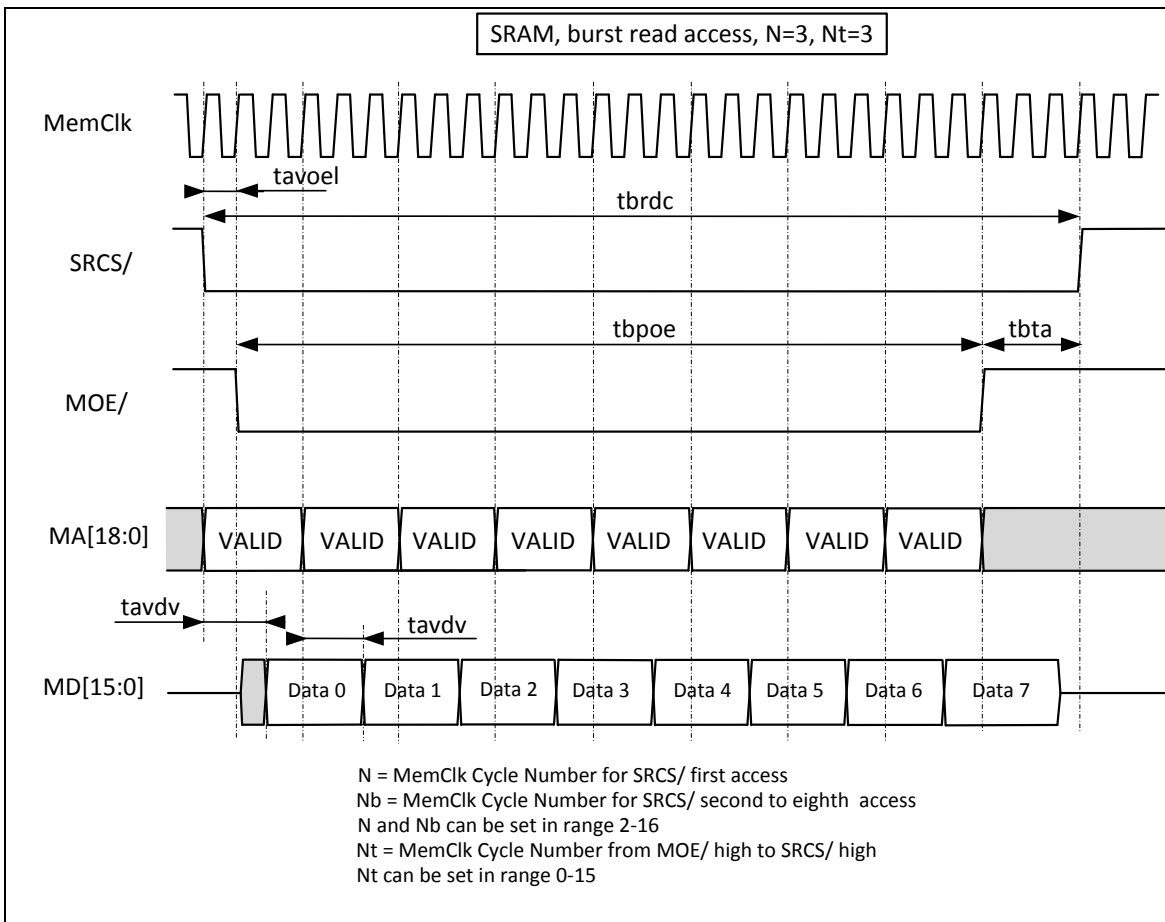 SRAM, burst read access, N=3, Nt=3
MemClk
tavoel
tbrdc
SRCS/
tbpoe
tbta
MOE/
MA[18:0]
VALID VALID VALID VALID VALID VALID VALID VALID
tavdv
tavdv
MD[15:0]
Data 0 Data 1 Data 2 Data 3 Data 4 Data 5 Data 6 Data 7
N = MemClk Cycle Number for SRCS/ first access
Nb = MemClk Cycle Number for SRCS/ second to eighth access
N and Nb can be set in range 2-16
Nt = MemClk Cycle Number from MOE/ high to SRCS/ high
Nt can be set in range 0-15